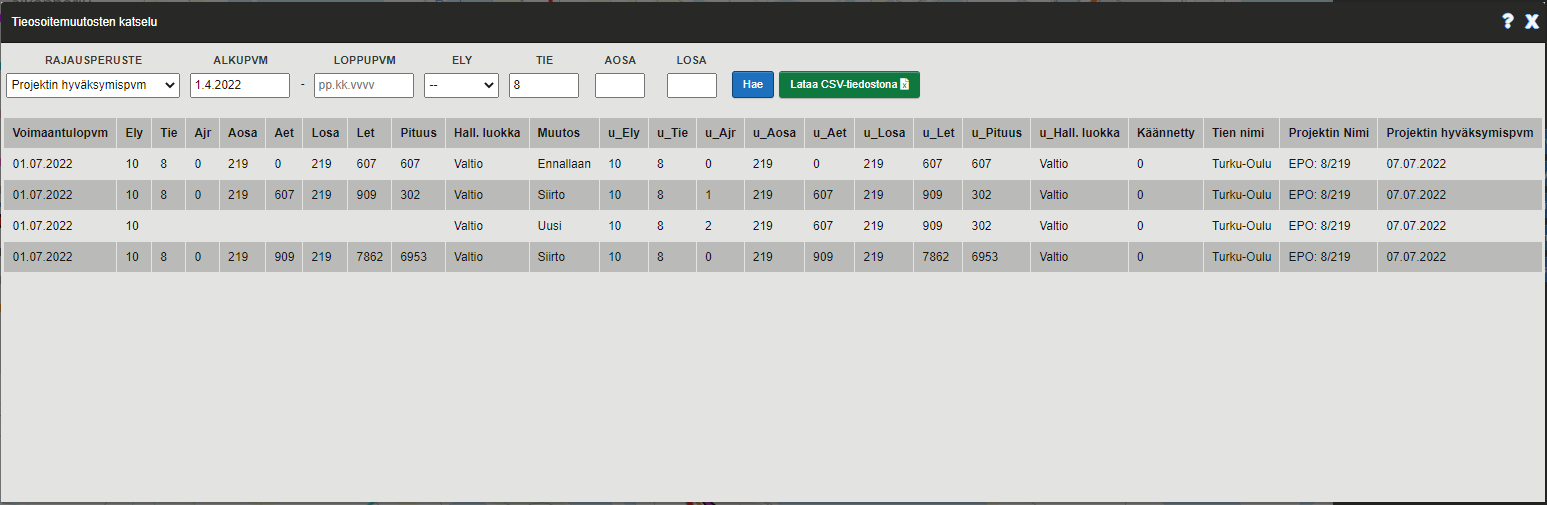 Tieosoitemuutosten katselu ? X
RAJAUSPERUSTE ALKUPVM LOPPUPVM ELY TIE AOSA LOSA
Projektin hyväksymispvm 1.4.2022 - pp.kk.vvvv -- 8 Hae Lataa CSV-tiedostona
Voimaantulopvm Ely Tie Ajr Aosa Aet Losa Let Pituus Hall. luokka Muutos u_Ely u_Tie u_Ajr u_Aosa u_Aet u_Losa u_Let u_Pituus u_Hall. luokka Käännetty Tien nimi Projektin Nimi Projektin hyväksymispvm
01.07.2022 10 8 0 219 0 219 607 607 Valtio Ennallaan 10 8 0 219 0 219 607 607 Valtio 0 Turku-Oulu EPO: 8/219 07.07.2022
01.07.2022 10 8 0 219 607 219 909 302 Valtio Siirto 10 8 1 219 607 219 909 302 Valtio 0 Turku-Oulu EPO: 8/219 07.07.2022
01.07.2022 10 Valtio Uusi 10 8 2 219 607 219 909 302 Valtio 0 Turku-Oulu EPO: 8/219 07.07.2022
01.07.2022 10 8 0 219 909 219 7862 6953 Valtio Siirto 10 8 0 219 909 219 7862 6953 Valtio 0 Turku-Oulu EPO: 8/219 07.07.2022